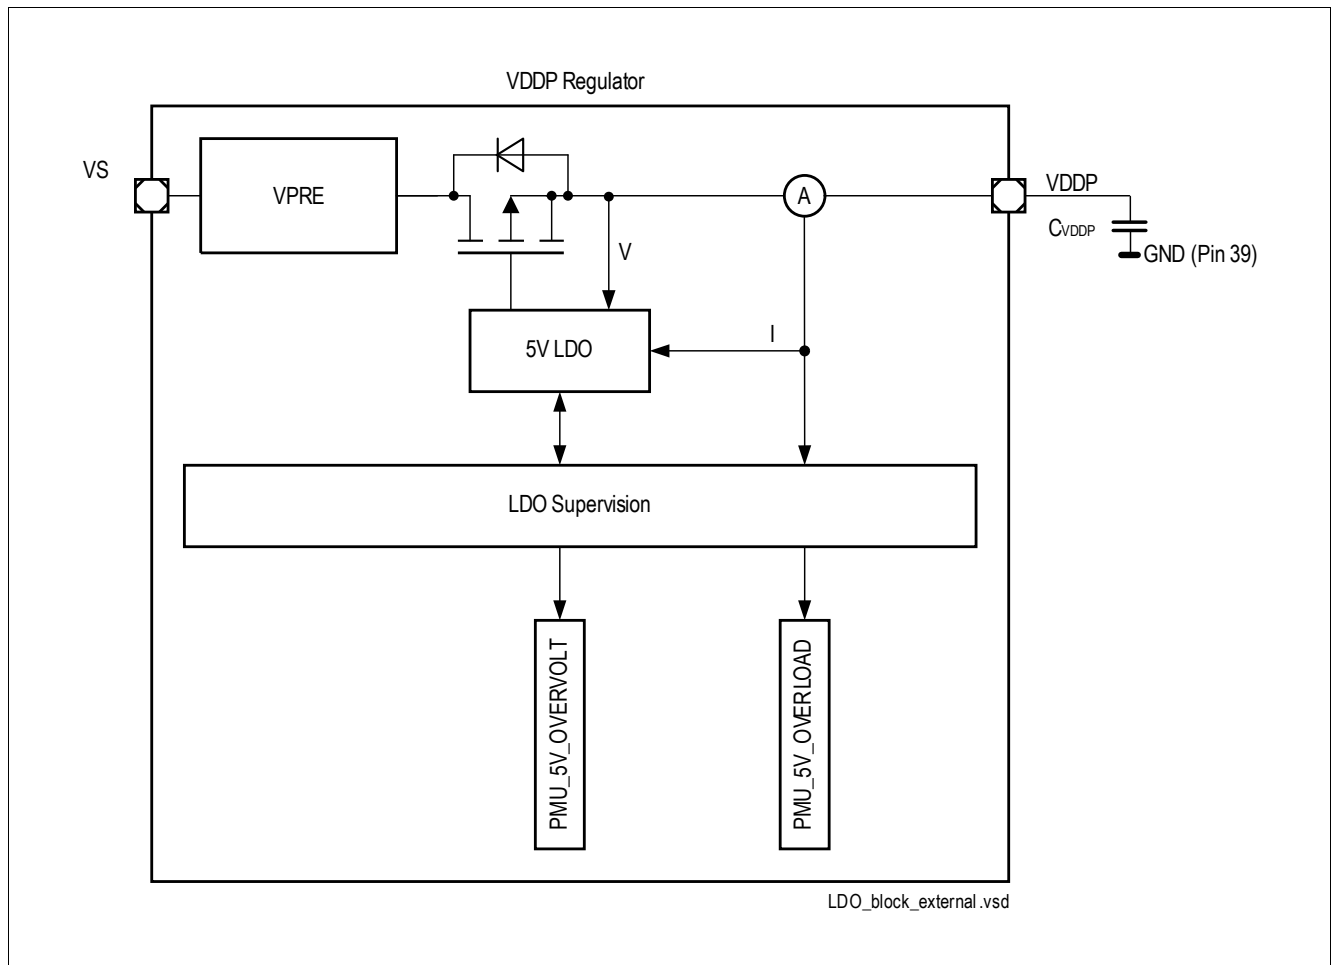 VDDP Regulator
VS
VPRE
A
VDDP
CVDDP
GND (Pin 39)
V
5V LDO
I
LDO Supervision
PMU_5V_OVERVOLT
PMU_5V_OVERLOAD
LDO_block_external.vsd